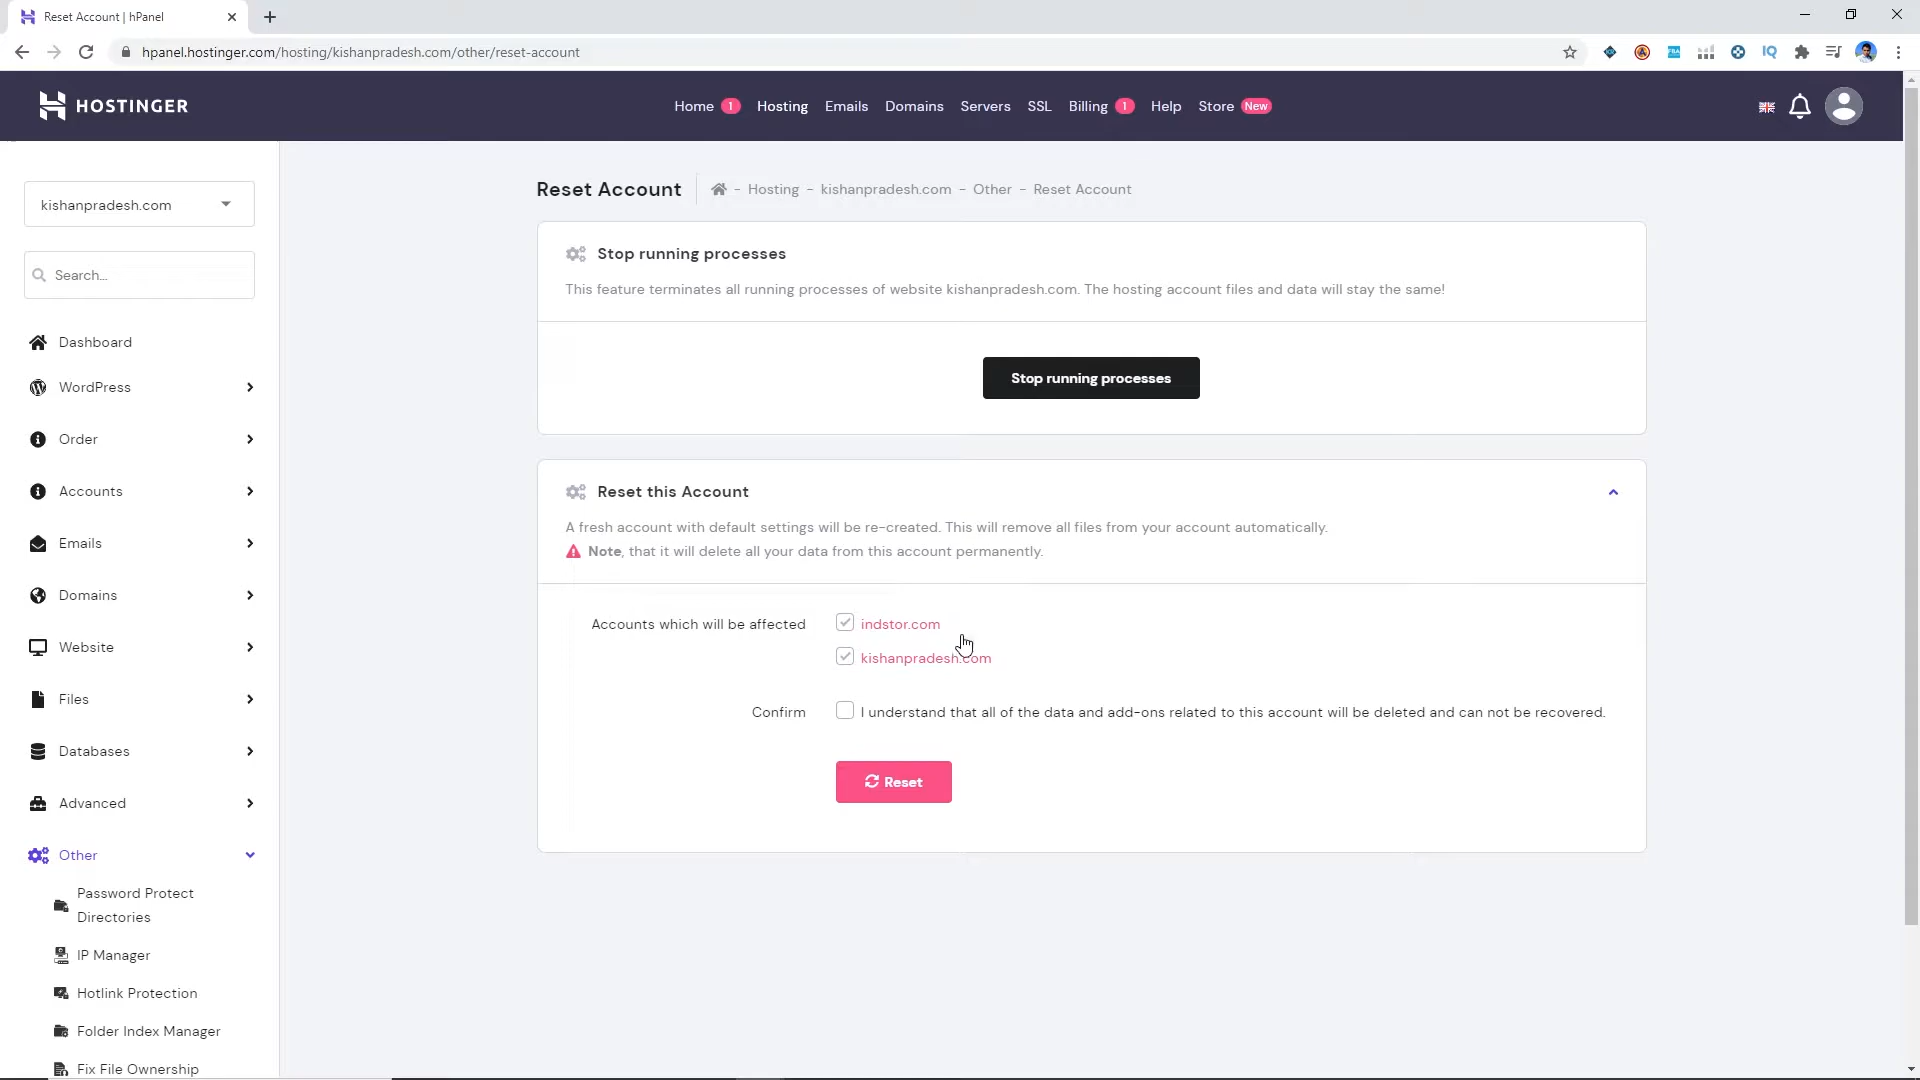 Reset Account | hPanel
hpanel.hostinger.com/hosting/kishanpradesh.com/other/reset-account
FBA
IQ
HOSTINGER
Home 1 Hosting Emails Domains Servers SSL Billing 1 Help Store New
kishanpradesh.com
Search...
Dashboard
WordPress
Order
Accounts
Emails
Domains
Website
Files
Databases
Advanced
Other
Password Protect
Directories
IP Manager
Hotlink Protection
Folder Index Manager
Fix File Ownership
Reset Account - Hosting - kishanpradesh.com - Other - Reset Account
Stop running processes
This feature terminates all running processes of website kishanpradesh.com. The hosting account files and data will stay the same!
Stop running processes
Reset this Account
A fresh account with default settings will be re-created. This will remove all files from your account automatically.
Note, that it will delete all your data from this account permanently.
Accounts which will be affected indstor.com
kishanpradesh.com
Confirm I understand that all of the data and add-ons related to this account will be deleted and can not be recovered.
Reset